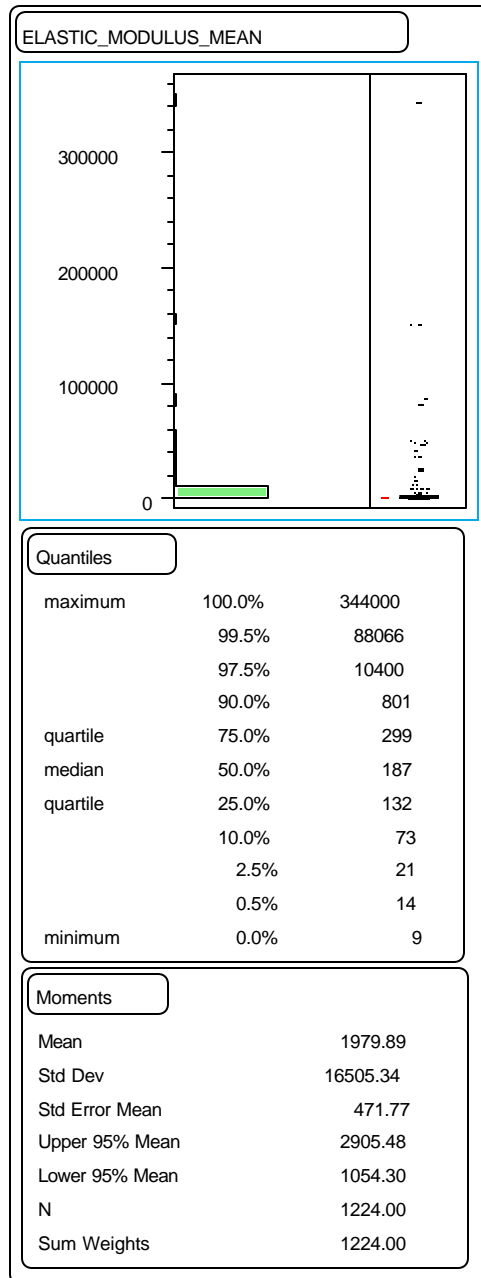 ELASTIC_MODULUS_MEAN
300000
200000
100000
0
Quantiles
maximum 100.0% 344000
99.5% 88066
97.5% 10400
90.0% 801
quartile 75.0% 299
median 50.0% 187
quartile 25.0% 132
10.0% 73
2.5% 21
0.5% 14
minimum 0.0% 9
Moments
Mean 1979.89
Std Dev 16505.34
Std Error Mean 471.77
Upper 95% Mean 2905.48
Lower 95% Mean 1054.30
N 1224.00
Sum Weights 1224.00